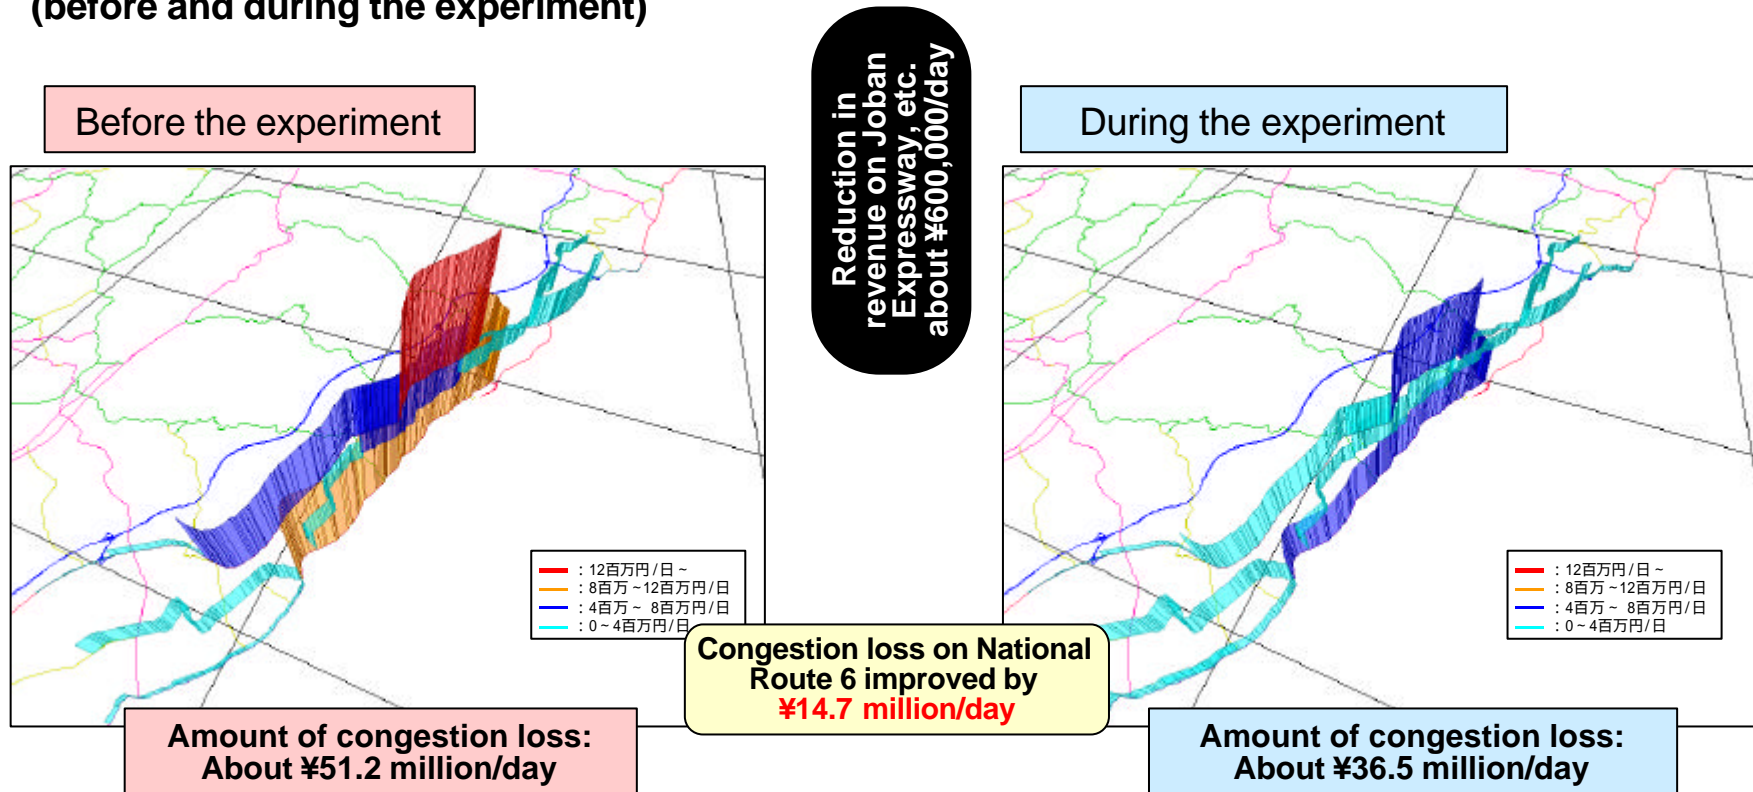 (before and during the experiment)
Before the experiment
Reduction in
revenue on Joban
Expressway, etc.
about ¥600,000/day
During the experiment
: 12百万円/日 ~
: 8百万 ~12百万円/日
: 4百万 ~ 8百万円/日
: 0 ~ 4百万円/日
: 12百万円/日 ~
: 8百万 ~12百万円/日
: 4百万 ~ 8百万円/日
: 0 ~ 4百万円/日
Congestion loss on National
Route 6 improved by
¥14.7 million/day
Amount of congestion loss:
About ¥51.2 million/day
Amount of congestion loss:
About ¥36.5 million/day